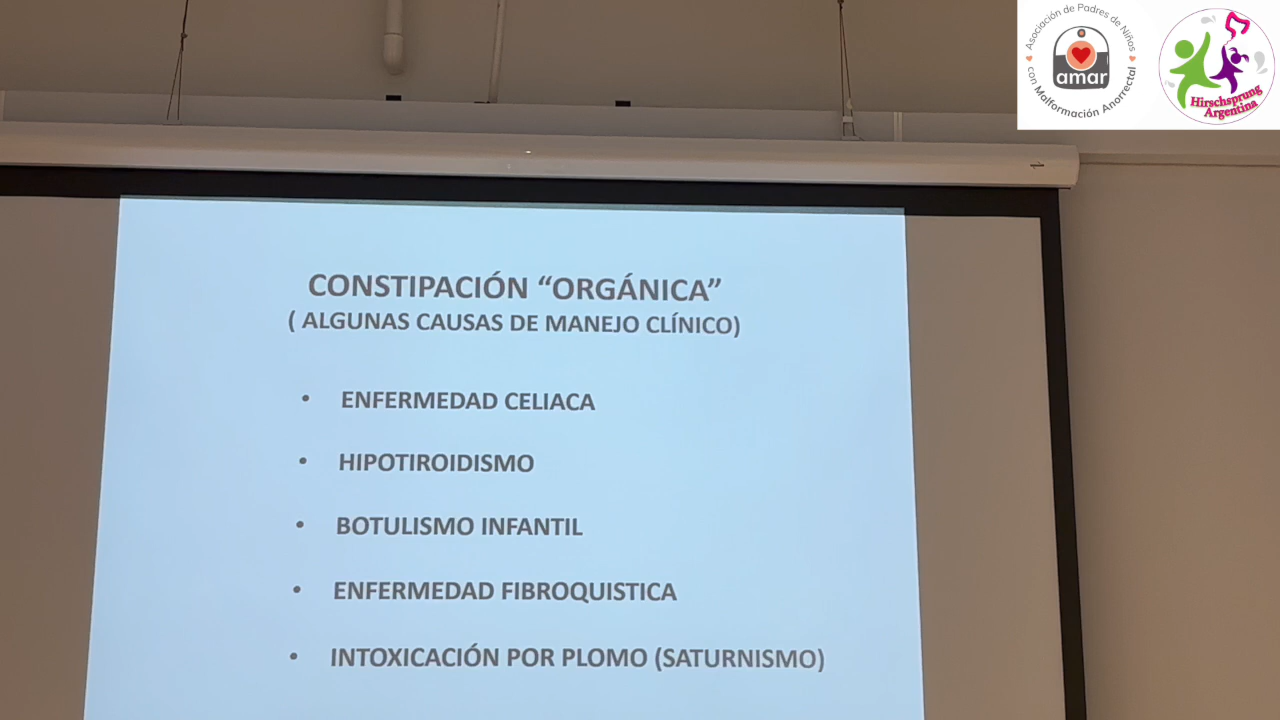 Asociación de Padres de Niños
con Malformación Anorrectal
amar
Hirschsprung
Argentina
CONSTIPACIÓN “ORGÁNICA”
( ALGUNAS CAUSAS DE MANEJO CLÍNICO)
• ENFERMEDAD CELIACA
• HIPOTIROIDISMO
• BOTULISMO INFANTIL
• ENFERMEDAD FIBROQUISTICA
• INTOXICACIÓN POR PLOMO (SATURNISMO)